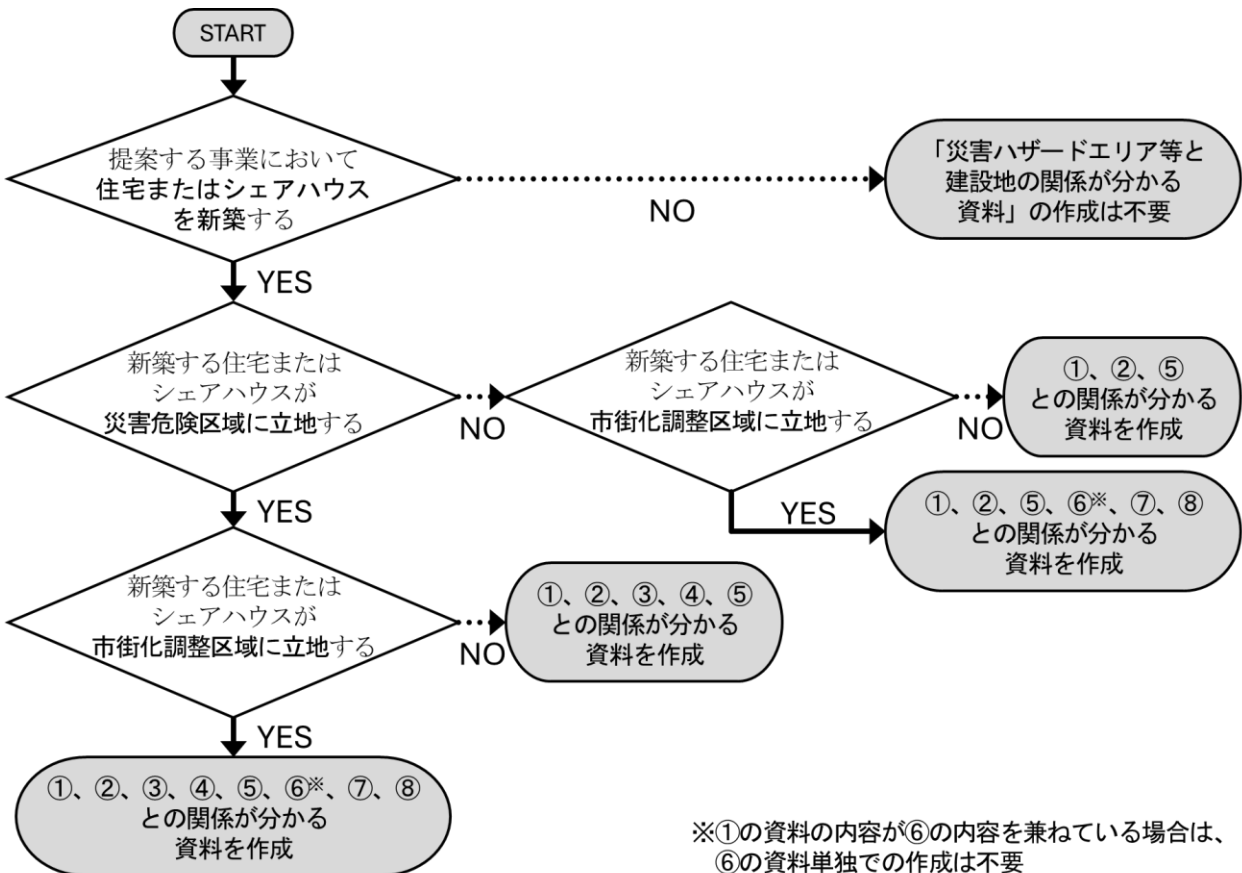 START
提案する事業において
住宅またはシェアハウス
を新築する
NO
「災害ハザードエリア等と
建設地の関係が分かる
資料」の作成は不要
YES
新築する住宅または
シェアハウスが
災害危険区域に立地する
NO
新築する住宅または
シェアハウスが
市街化調整区域に立地する
NO
①、②、⑤
との関係が分かる
資料を作成
YES
①、②、⑤、⑥※、⑦、⑧
との関係が分かる
資料を作成
YES
新築する住宅または
シェアハウスが
市街化調整区域に立地する
NO
①、②、③、④、⑤
との関係が分かる
資料を作成
YES
①、②、③、④、⑤、⑥※、⑦、⑧
との関係が分かる
資料を作成
※①の資料の内容が⑥の内容を兼ねている場合は、
⑥の資料単独での作成は不要